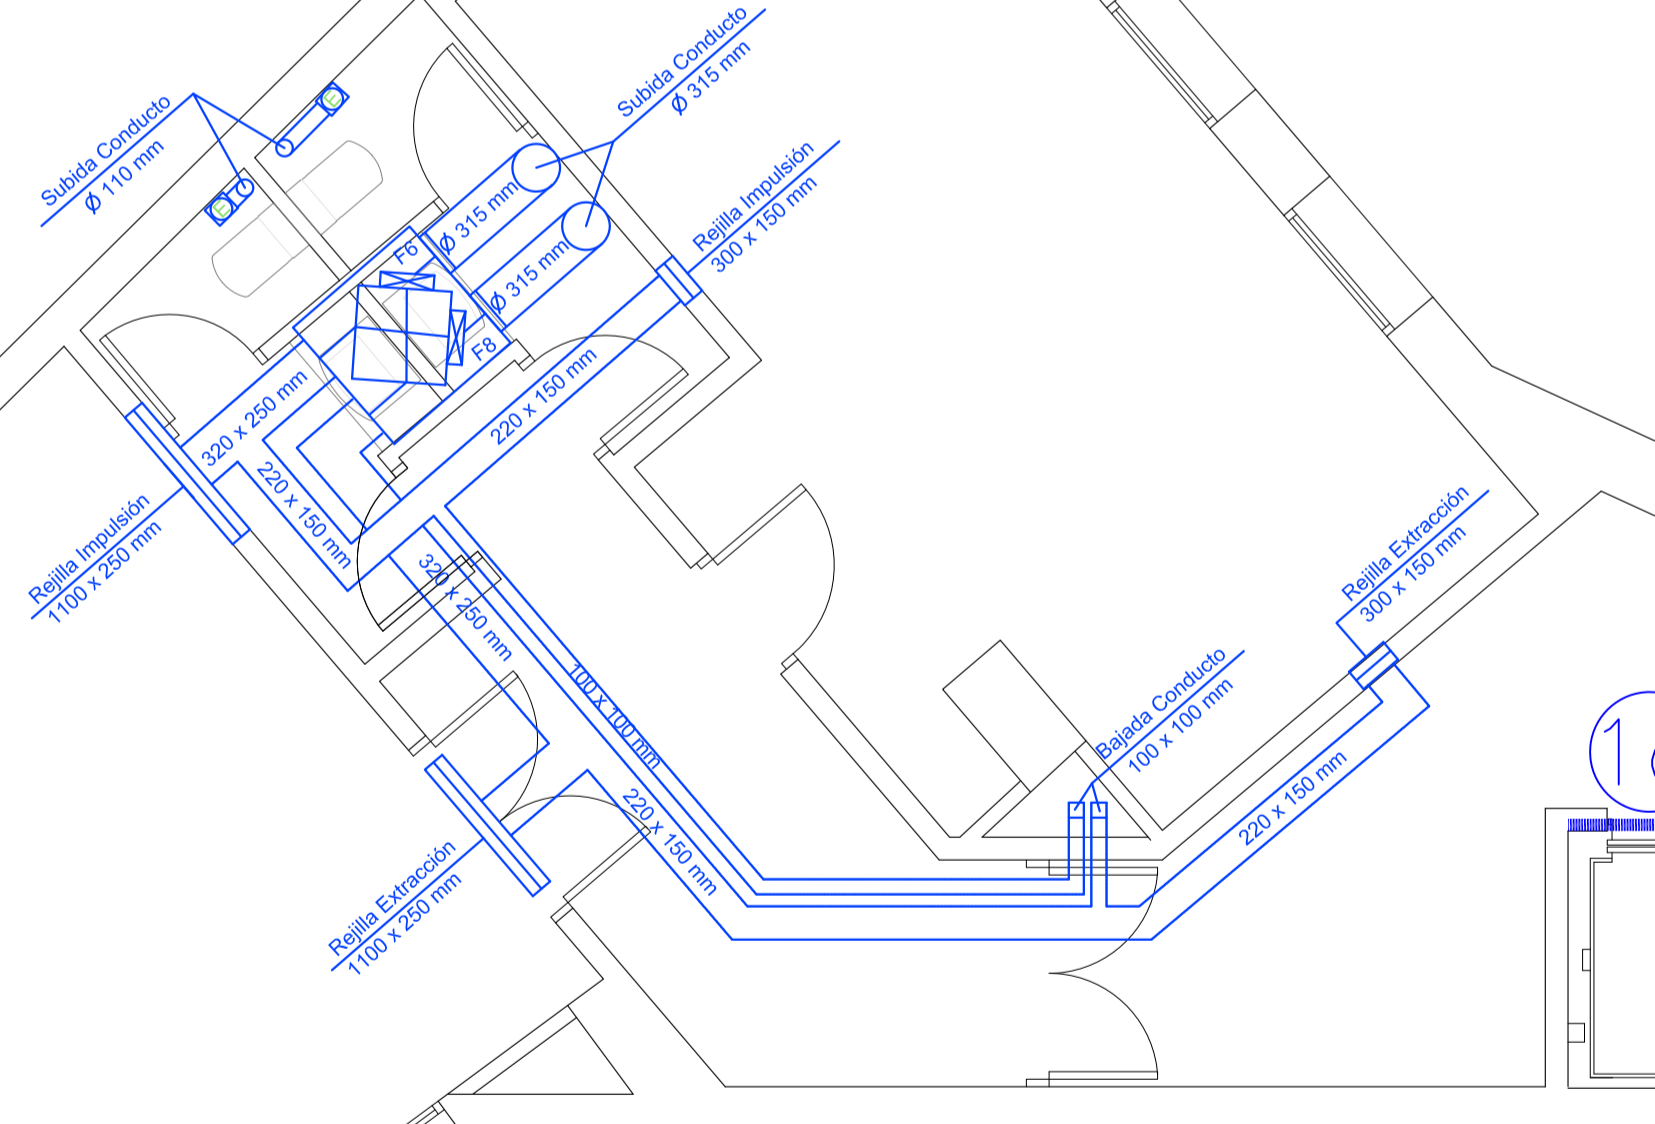 Subida Conducto
Ø 315 mm
Subida Conducto
Ø 110 mm
E
E
Rejilla Impulsión
300 x 150 mm
F6
Ø 315 mm
Ø 315 mm
F8
220 x 150 mm
320 x 250 mm
220 x 150 mm
Rejilla Impulsión
1100 x 250 mm
320 x 250 mm
100 x 100 mm
Rejilla Extracción
300 x 150 mm
Bajada Conducto
100 x 100 mm
220 x 150 mm
220 x 150 mm
Rejilla Extracción
1100 x 250 mm
1